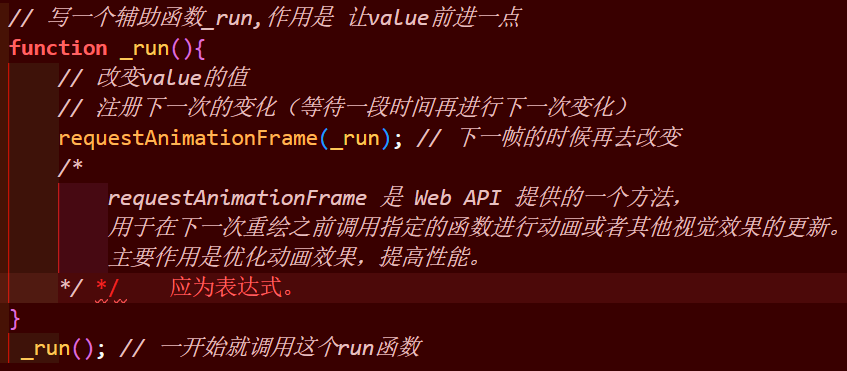 // 写一个辅助函数_run,作用是 让value前进一点
function _run(){
// 改变value的值
// 注册下一次的变化（等待一段时间再进行下一次变化）
requestAnimationFrame(_run); // 下一帧的时候再去改变
/*
requestAnimationFrame 是 Web API 提供的一个方法，
用于在下一次重绘之前调用指定的函数进行动画或者其他视觉效果的更新。
主要作用是优化动画效果，提高性能。
*/ */ 应为表达式。
}
_run(); // 一开始就调用这个run函数